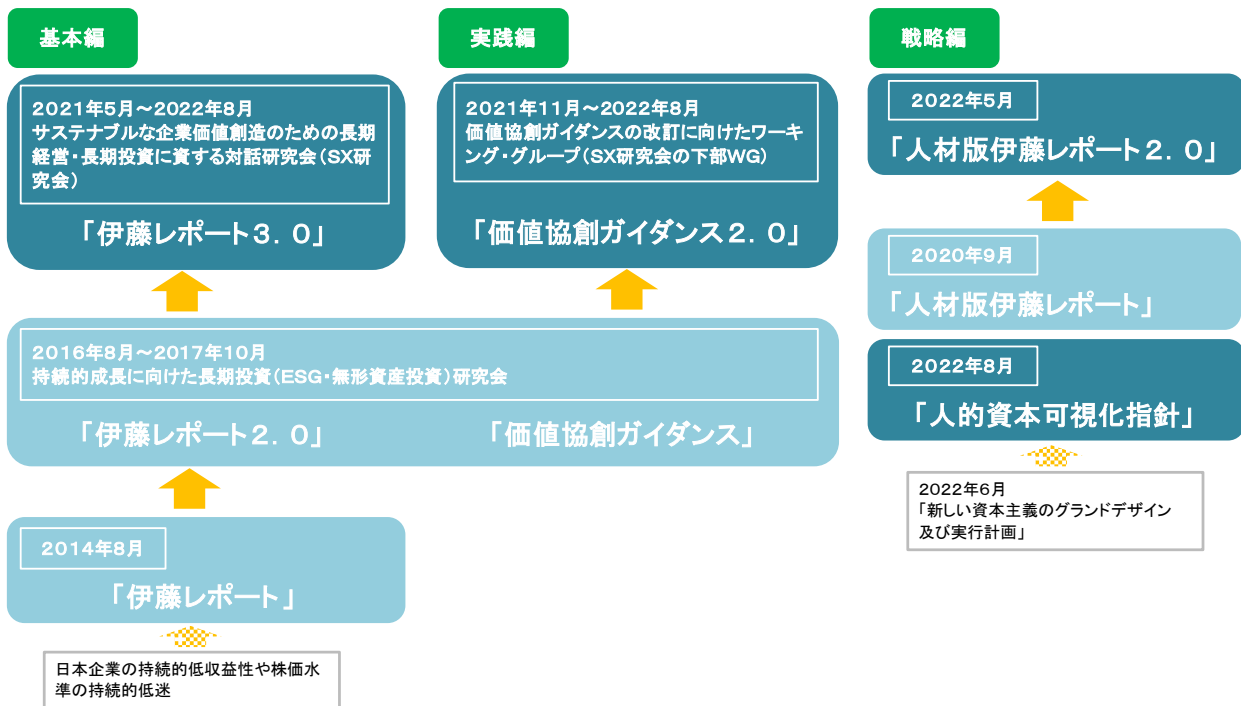 基本編
2021年5月～2022年8月
サステナブルな企業価値創造のための長期
経営・長期投資に資する対話研究会（SX研
究会）
「伊藤レポート３．０」
2016年8月～2017年10月
持続的成長に向けた長期投資（ESG・無形資産投資）研究会
「伊藤レポート２．０」
「価値協創ガイダンス」
2014年8月
「伊藤レポート」
日本企業の持続的低収益性や株価水
準の持続的低迷
実践編
2021年11月～2022年8月
価値協創ガイダンスの改訂に向けたワーキ
ング・グループ（SX研究会の下部WG）
「価値協創ガイダンス２．０」
戦略編
2022年5月
「人材版伊藤レポート２．０」
2020年9月
「人材版伊藤レポート」
2022年8月
「人的資本可視化指針」
2022年６月
「新しい資本主義のグランドデザイン
及び実行計画」